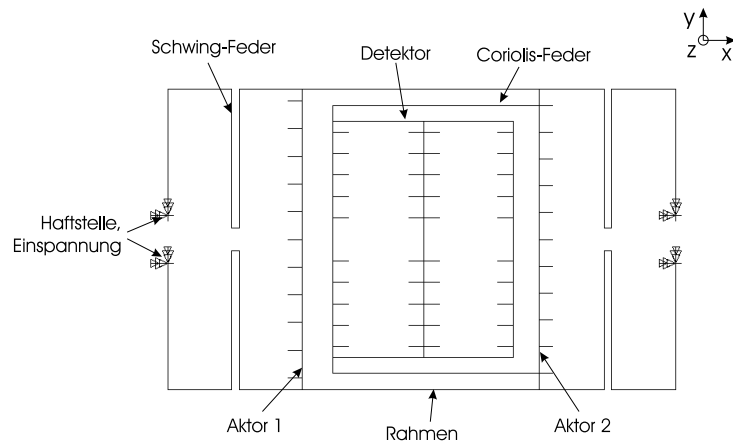 y
z
x
Schwing-Feder
Detektor
Coriolis-Feder
Haftstelle,
Einspannung
Aktor 1
Rahmen
Aktor 2